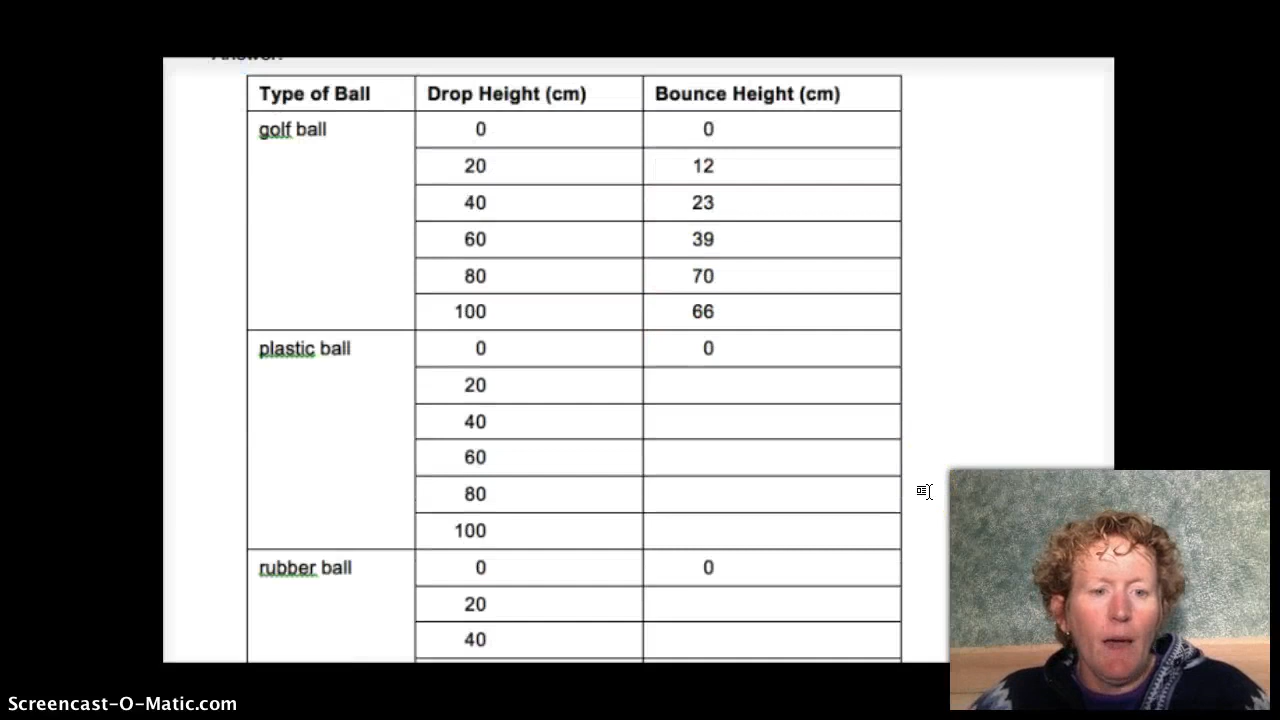 Answer:
Type of Ball Drop Height (cm) Bounce Height (cm)
golf ball 0 0
20 12
40 23
60 39
80 70
100 66
plastic ball 0 0
20
40
60
80
100
rubber ball 0 0
20
40
Screencast-O-Matic.com